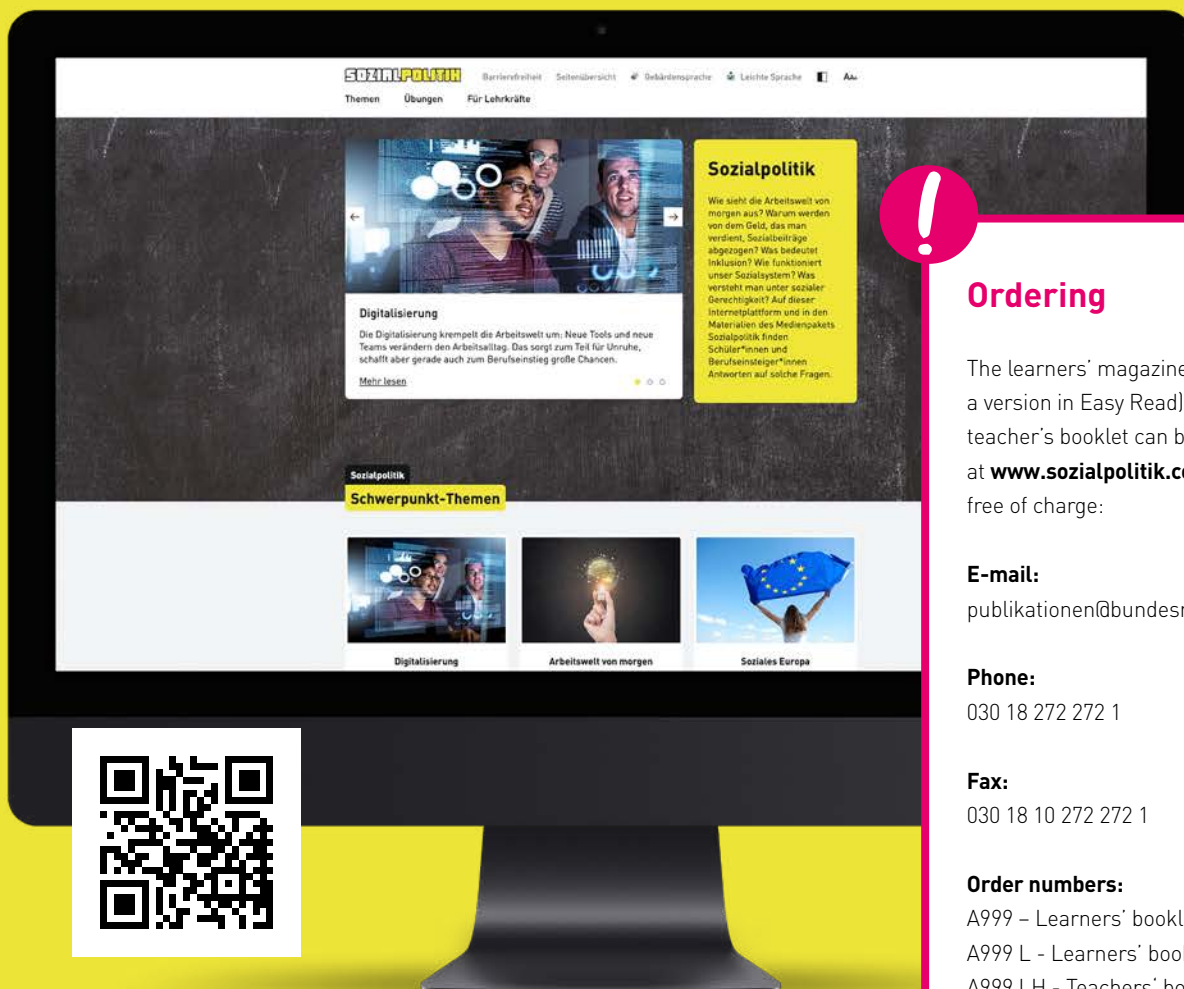 SOZIALPOLITIK
Barrierefreiheit Seitenübersicht Gebärdensprache Leichte Sprache AA+
Themen Übungen Für Lehrkräfte
Digitalisierung
Die Digitalisierung krempelt die Arbeitswelt um: Neue Tools und neue
Teams verändern den Arbeitsalltag. Das sorgt zum Teil für Unruhe,
schafft aber gerade auch zum Berufseinstieg große Chancen.
Mehr lesen
Sozialpolitik
Wie sieht die Arbeitswelt von
morgen aus? Warum werden
von dem Geld, das man
verdient, Sozialbeiträge
abgezogen? Was bedeutet
Inklusion? Wie funktioniert
unser Sozialsystem? Was
versteht man unter sozialer
Gerechtigkeit? Auf dieser
Internetplattform und in den
Materialien des Medienpakets
Sozialpolitik finden
Schüler*innen und
Berufseinsteiger*innen
Antworten auf solche Fragen.
Sozialpolitik
Schwerpunkt-Themen
Digitalisierung
Arbeitswelt von morgen
Soziales Europa
!
Ordering
The learners’ magazine
a version in Easy Read)
teacher’s booklet can b
at www.sozialpolitik.co
free of charge:
E-mail:
publikationen@bundesr
Phone:
030 18 272 272 1
Fax:
030 18 10 272 272 1
Order numbers:
A999 – Learners’ bookl
A999 L - Learners’ bool
A999 LH - Teachers‘ bo